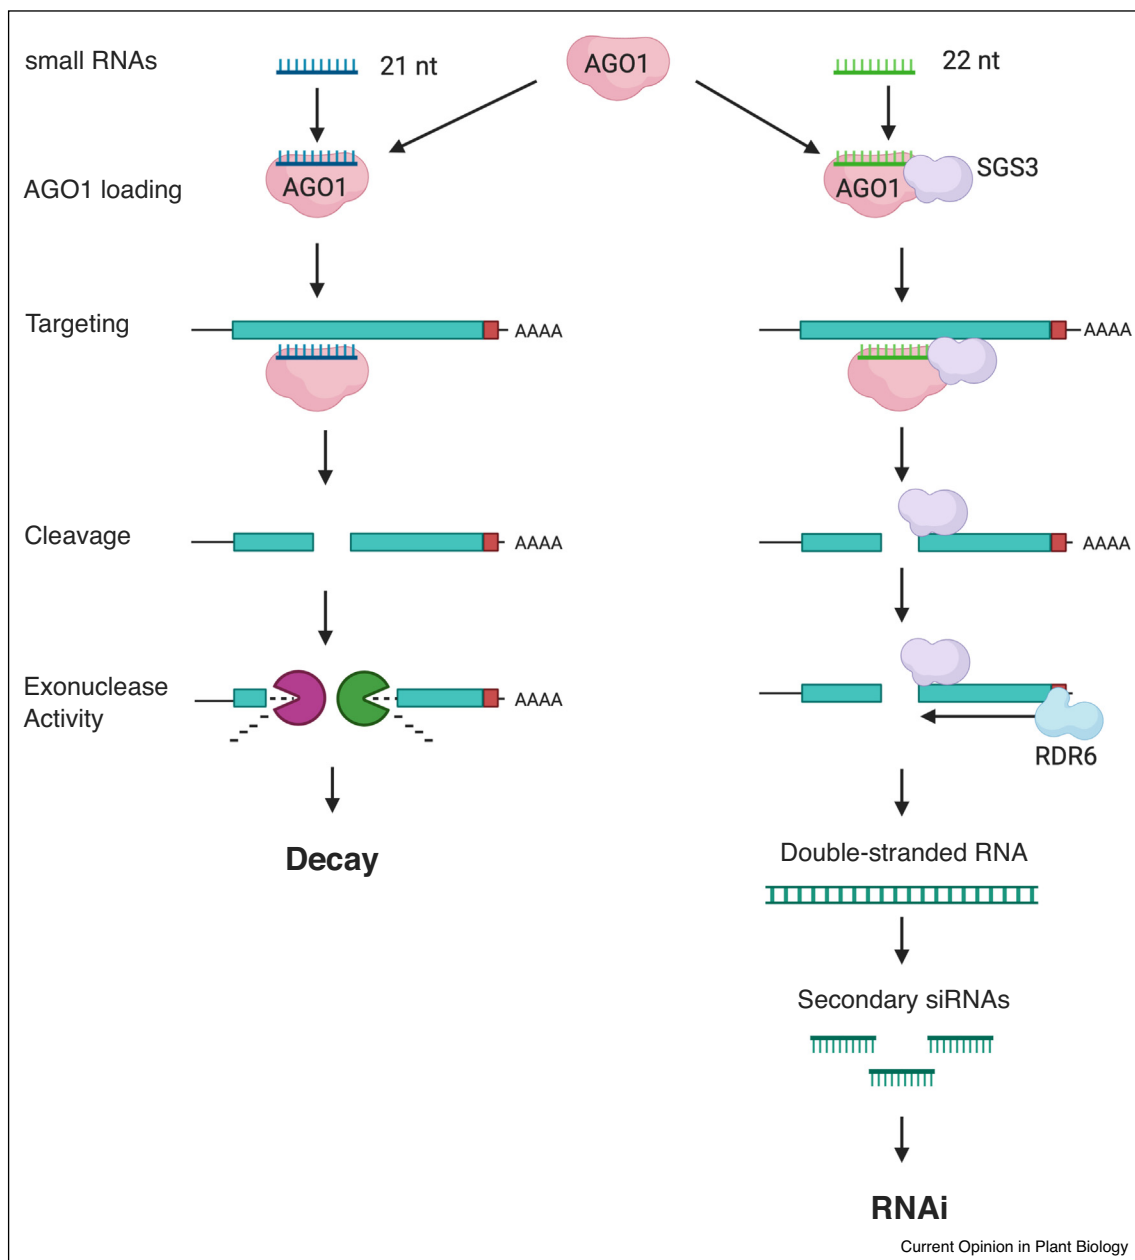 small RNAs
21 nt
AGO1
22 nt
AGO1 loading
AGO1
AGO1
SGS3
Targeting
AAAA
AAAA
Cleavage
AAAA
AAAA
Exonuclease
Activity
AAAA
RDR6
Decay
Double-stranded RNA
Secondary siRNAs
RNAi
Current Opinion in Plant Biology